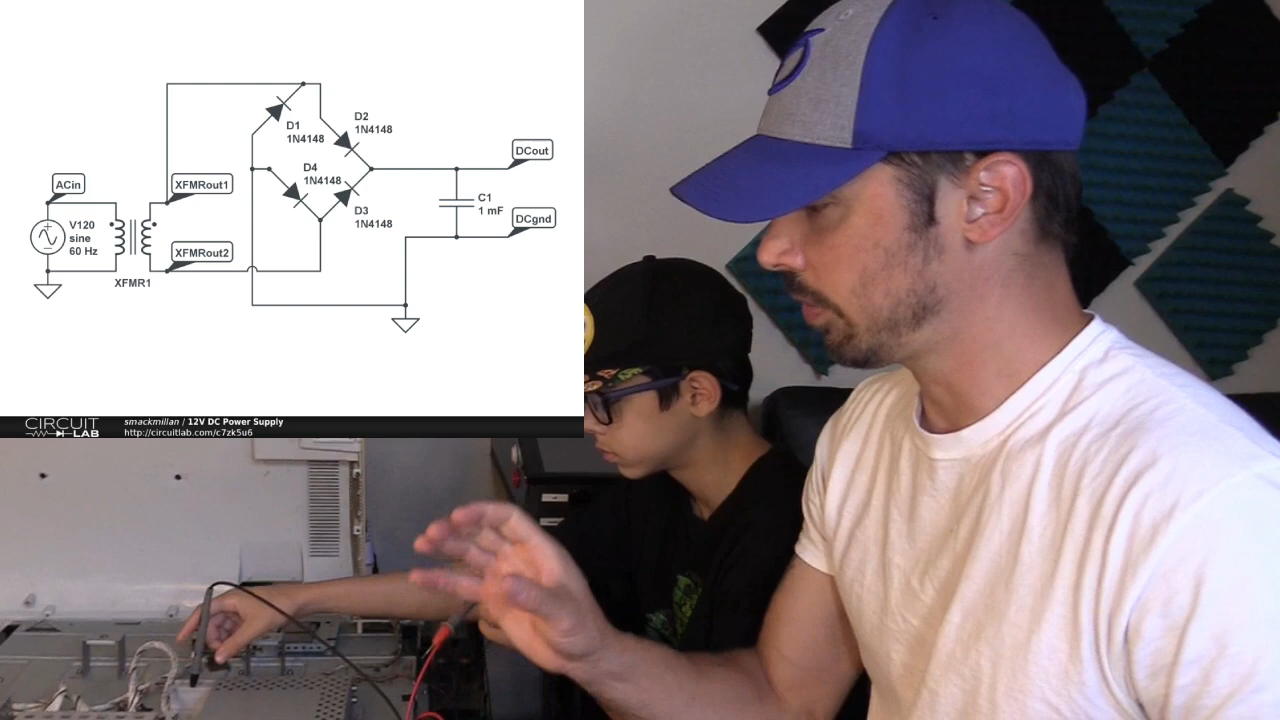 D2
1N4148
D1
1N4148
DCout
D4
1N4148
ACin
XFMRout1
C1
1 mF
D3
1N4148
DCgnd
V120
sine
60 Hz
XFMRout2
XFMR1
CIRCUIT
LAB
smackmillan / 12V DC Power Supply
http://circuitlab.com/c7zk5u6